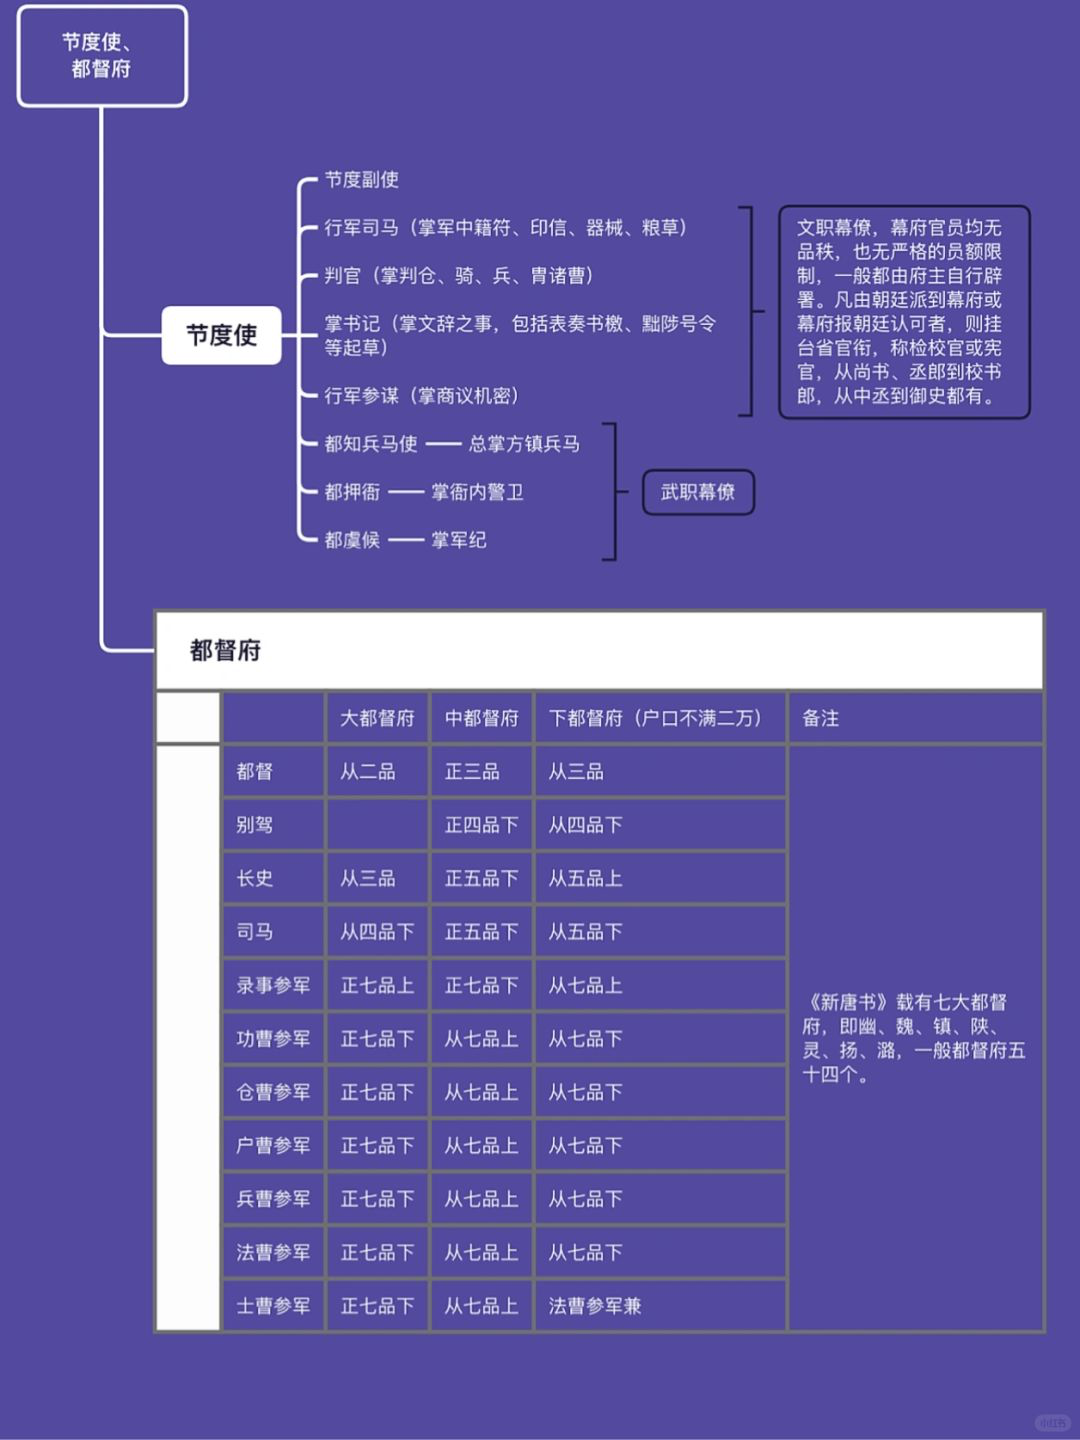 节度使、
都督府
节度副使
行军司马（掌军中籍符、印信、器械、粮草）
判官（掌判仓、骑、兵、胄诸曹）
掌书记（掌文辞之事，包括表奏书檄、黜陟号令
等起草）
行军参谋（掌商议机密）
文职幕僚，幕府官员均无
品秩，也无严格的员额限
制，一般都由府主自行辟
署。凡由朝廷派到幕府或
幕府报朝廷认可者，则挂
台省官衔，称检校官或宪
官，从尚书、丞郎到校书
郎，从中丞到御史都有。
节度使
都知兵马使 —— 总掌方镇兵马
都押衙 —— 掌衙内警卫
都虞候 —— 掌军纪
武职幕僚
都督府
大都督府 中都督府 下都督府（户口不满二万） 备注
都督 从二品 正三品 从三品
别驾 正四品下 从四品下
长史 从三品 正五品下 从五品上
司马 从四品下 正五品下 从五品下
录事参军 正七品上 正七品下 从七品上
功曹参军 正七品下 从七品上 从七品下
仓曹参军 正七品下 从七品上 从七品下
户曹参军 正七品下 从七品上 从七品下
兵曹参军 正七品下 从七品上 从七品下
法曹参军 正七品下 从七品上 从七品下
士曹参军 正七品下 从七品上 法曹参军兼
《新唐书》载有七大都督
府，即幽、魏、镇、陕、
灵、扬、潞，一般都督府五
十四个。
小红书